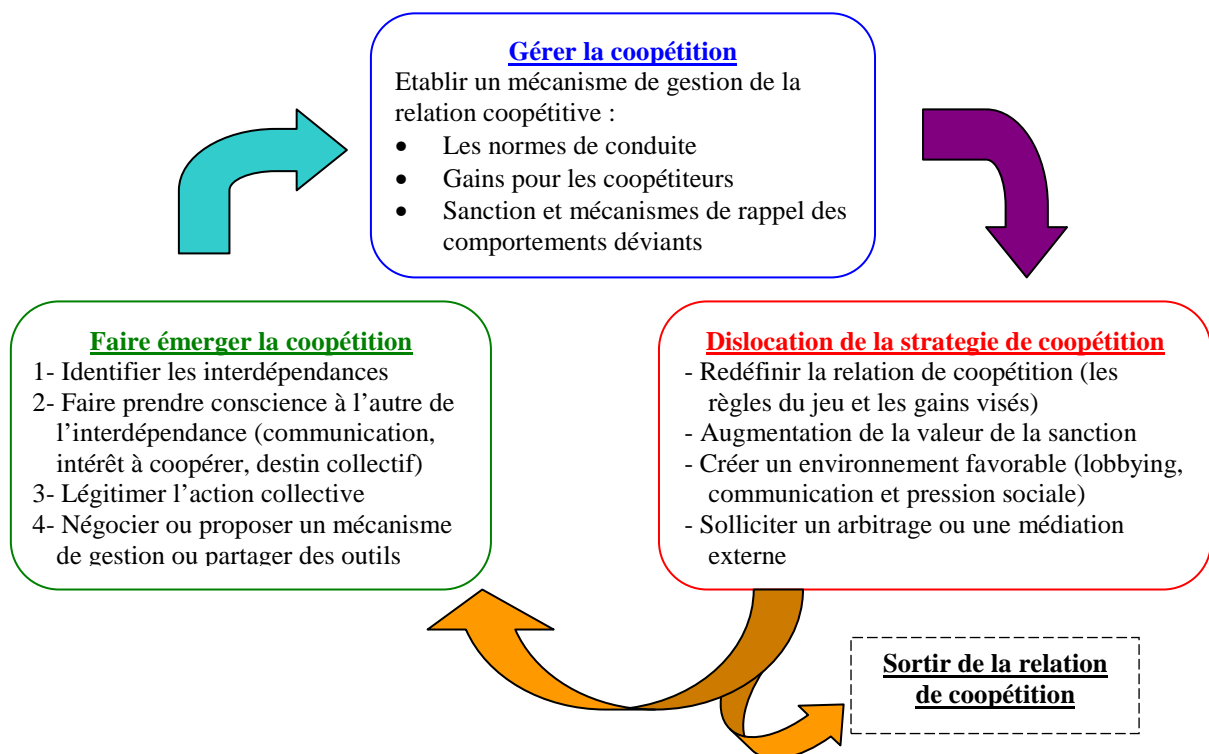 Gérer la coopétition
Etablir un mécanisme de gestion de la
relation coopétitive :
• Les normes de conduite
• Gains pour les coopétiteurs
• Sanction et mécanismes de rappel des
comportements déviants
Faire émerger la coopétition
1- Identifier les interdépendances
2- Faire prendre conscience à l’autre de
l’interdépendance (communication,
intérêt à coopérer, destin collectif)
3- Légitimer l’action collective
4- Négocier ou proposer un mécanisme
de gestion ou partager des outils
Dislocation de la strategie de coopétition
- Redéfinir la relation de coopétition (les
règles du jeu et les gains visés)
- Augmentation de la valeur de la sanction
- Créer un environnement favorable (lobbying,
communication et pression sociale)
- Solliciter un arbitrage ou une médiation
externe
Sortir de la relation
de coopétition